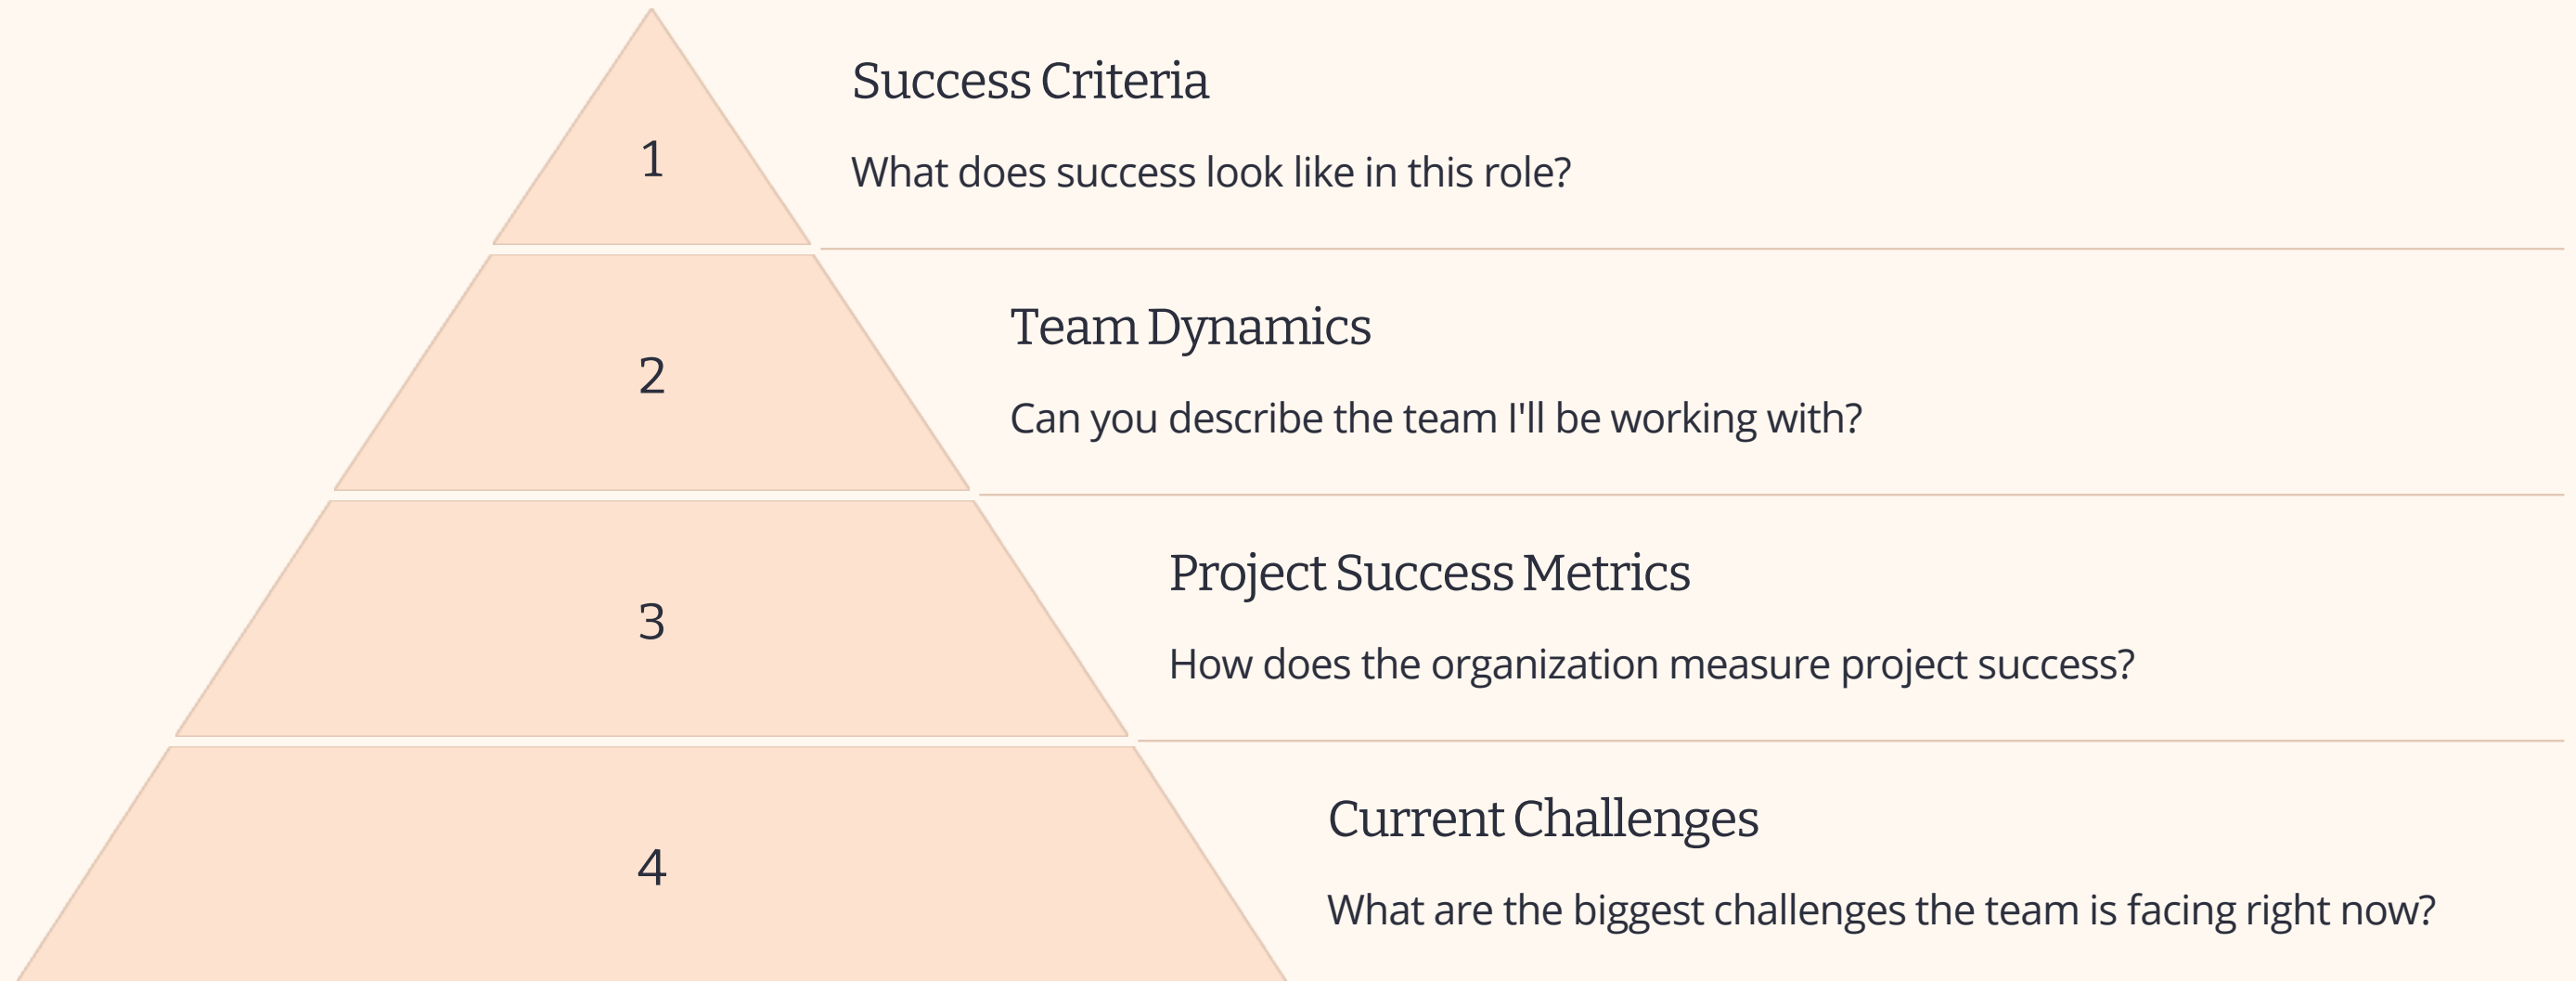 1
Success Criteria
What does success look like in this role?
2
Team Dynamics
Can you describe the team I'll be working with?
3
Project Success Metrics
How does the organization measure project success?
4
Current Challenges
What are the biggest challenges the team is facing right now?